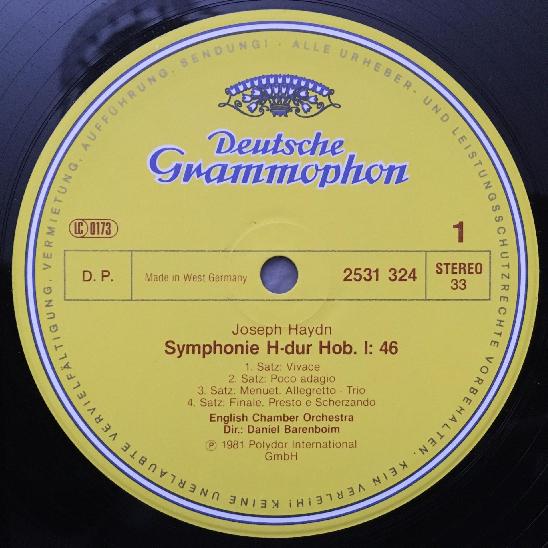 ALLE URHEBER- UND LEISTUNGSSCHUTZRECHTE VORBEHALTEN. KEIN VERLEIH! KEINE UNERLAUBTE VERVIELFÄLTIGUNG, VERMIETUNG, AUFFÜHRUNG, SENDUNG! -
Deutsche
Grammophon
LC 0173
1
D. P.
Made in West Germany
2531 324
STEREO
33
Joseph Haydn
Symphonie H-dur Hob. I: 46
1. Satz: Vivace
2. Satz: Poco adagio
3. Satz: Menuet. Allegretto - Trio
4. Satz: Finale. Presto e Scherzando
English Chamber Orchestra
Dir.: Daniel Barenboim
Ⓟ 1981 Polydor International
GmbH